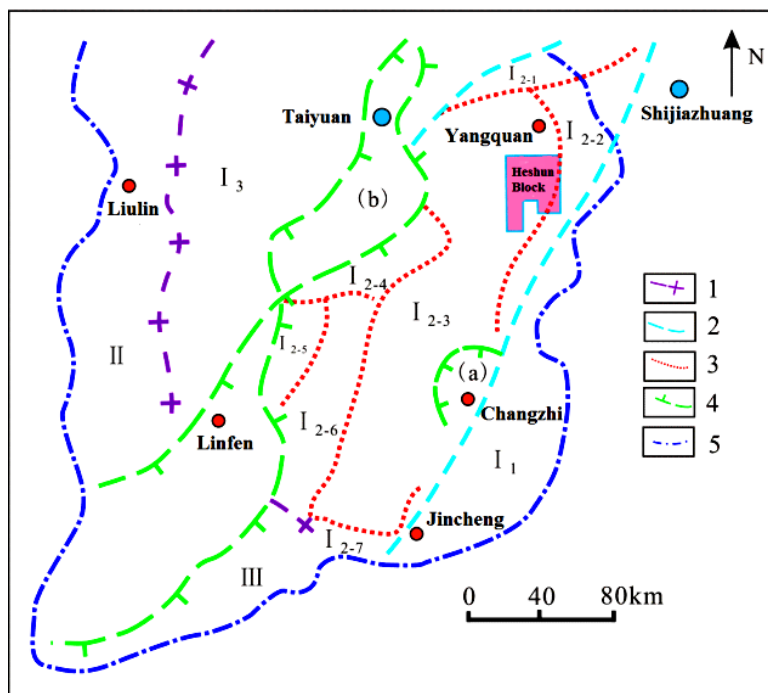 N
I 2-1
Taiyuan
Shijiazhuang
Yangquan
I 2-2
Heshun
Block
I 3
(b)
Liulin
I 2-4
1
I 2-3
2
II
I 2-5
3
(a)
4
Changzhi
Linfen
I 2-6
5
I 1
Jincheng
I 2-7
III
0 40 80km